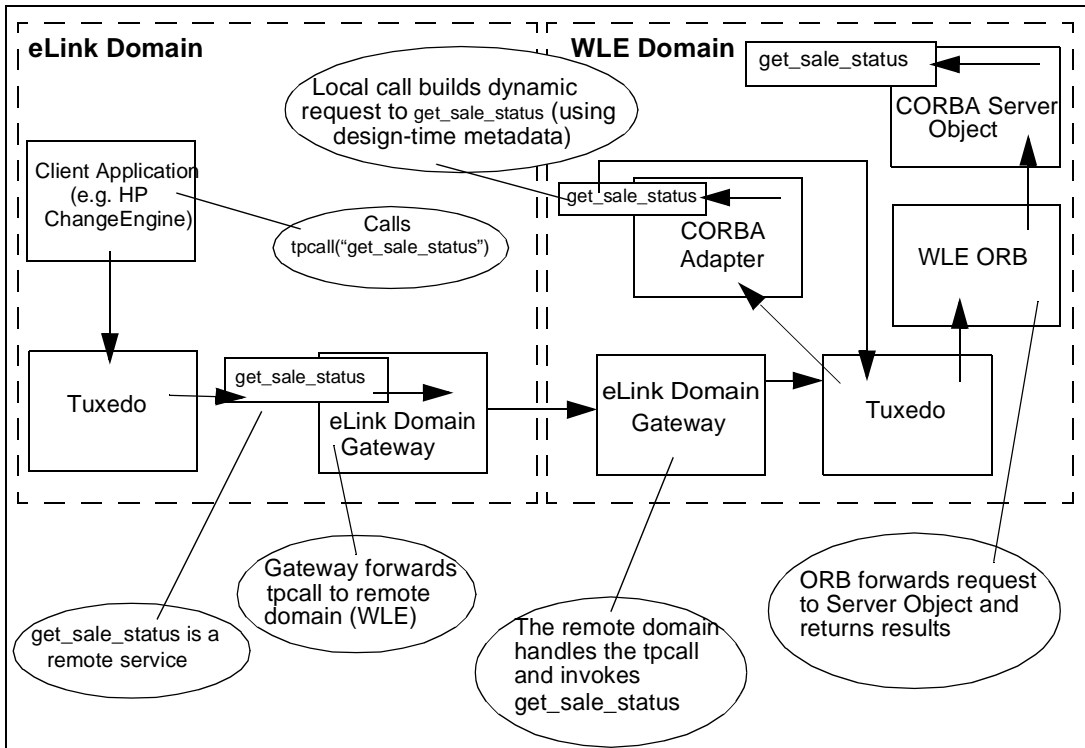 eLink Domain
WLE Domain
get_sale_status
CORBA Server
Object
Local call builds dynamic
request to get_sale_status (using
design-time metadata)
Client Application
(e.g. HP
ChangeEngine)
Calls
tpcall(“get_sale_status”)
get_sale_status
CORBA
Adapter
WLE ORB
Tuxedo
get_sale_status
eLink Domain
Gateway
eLink Domain
Gateway
Tuxedo
get_sale_status is a
remote service
Gateway forwards
tpcall to remote
domain (WLE)
The remote domain
handles the tpcall
and invokes
get_sale_status
ORB forwards request
to Server Object and
returns results